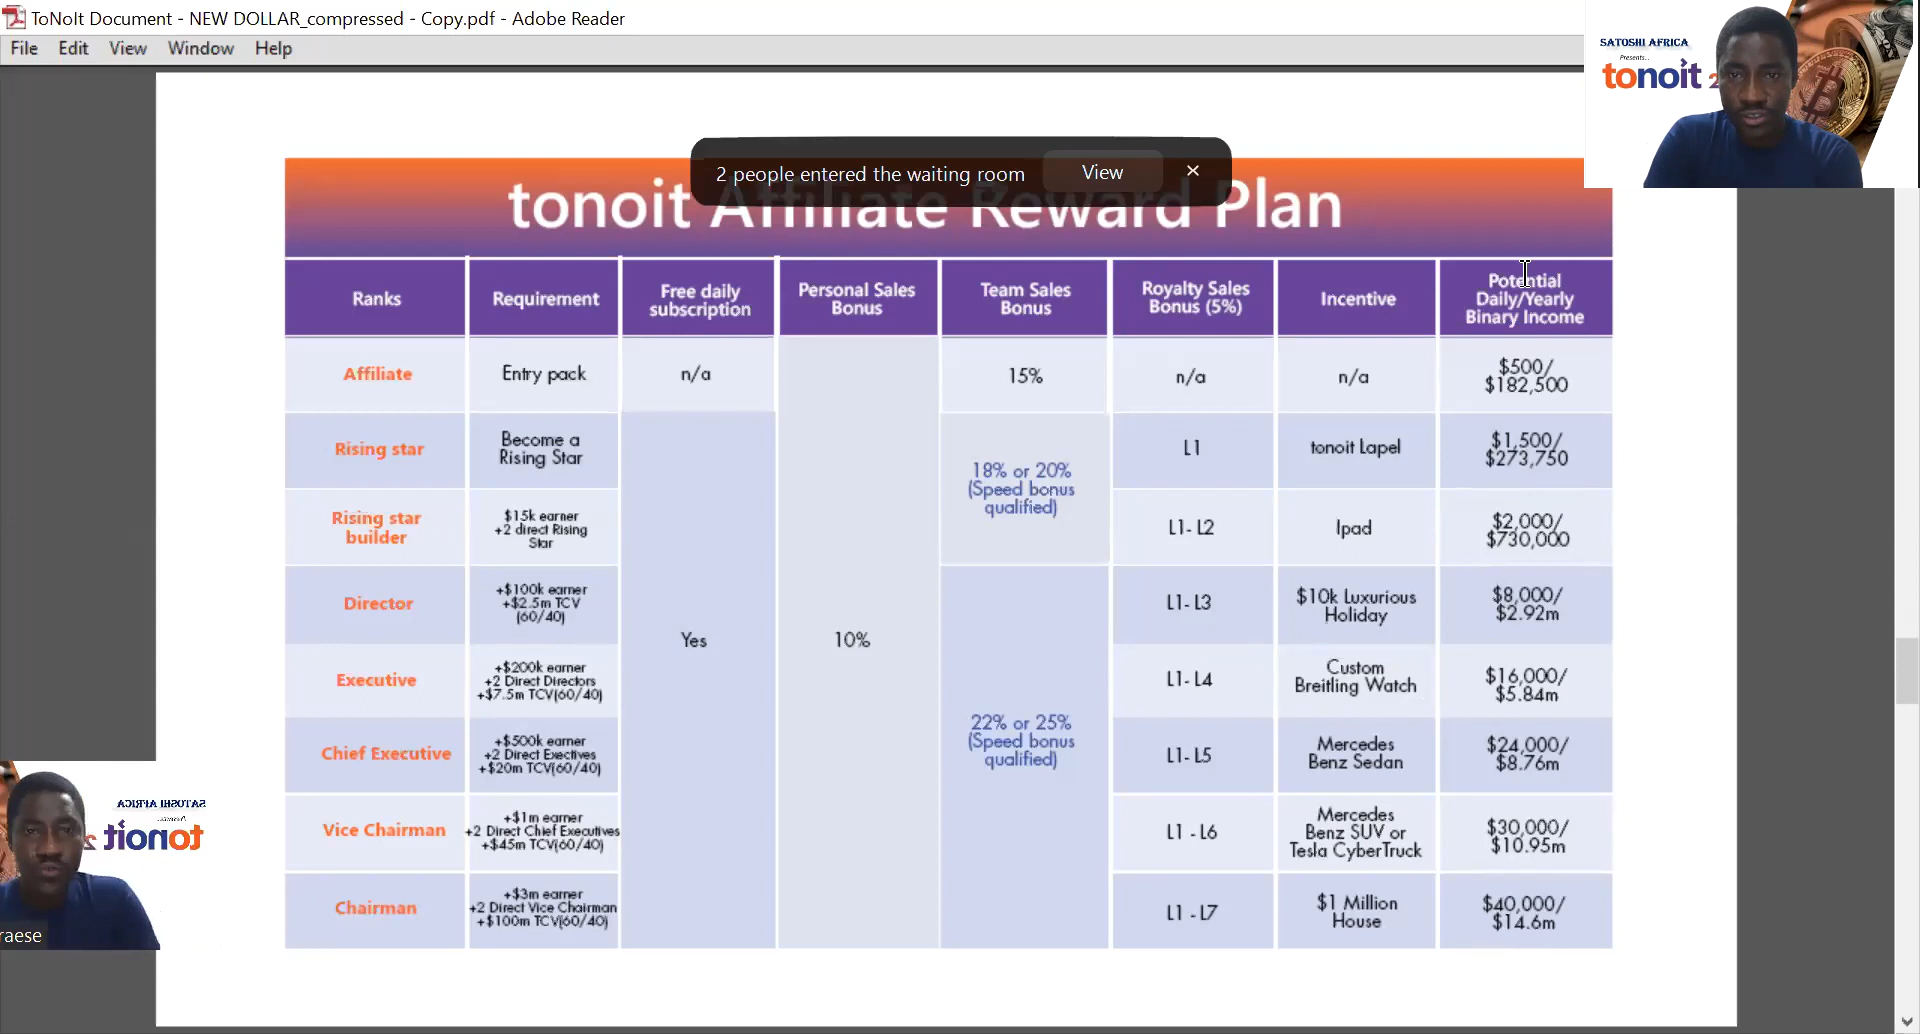 ToNoIt Document - NEW DOLLAR_compressed - Copy.pdf - Adobe Reader
File Edit View Window Help
SATOSHI AFRICA
Presents...
tonoit 2
2 people entered the waiting room View ×
tonoit Affiliate Reward Plan
Ranks
Requirement
Free daily
subscription
Personal Sales
Bonus
Team Sales
Bonus
Royalty Sales
Bonus (5%)
Incentive
Potential
Daily/Yearly
Binary Income
Affiliate
Entry pack
n/a
15%
n/a
n/a
$500/
$182,500
Rising star
Become a
Rising Star
18% or 20%
(Speed bonus
qualified)
L1
tonoit Lapel
$1,500/
$273,750
Rising star
builder
$15k earner
+2 direct Rising
Star
L1- L2
Ipad
$2,000/
$730,000
Director
+$100k earner
+$2.5m TCV
(60/40)
Yes
10%
L1- L3
$10k Luxurious
Holiday
$8,000/
$2.92m
Executive
+$200k earner
+2 Direct Directors
+$7.5m TCV(60/40)
22% or 25%
(Speed bonus
qualified)
L1- L4
Custom
Breitling Watch
$16,000/
$5.84m
Chief Executive
+$500k earner
+2 Direct Exectives
+$20m TCV(60/40)
L1- L5
Mercedes
Benz Sedan
$24,000/
$8.76m
Vice Chairman
+$1m earner
+2 Direct Chief Executives
+$45m TCV(60/40)
L1 - L6
Mercedes
Benz SUV or
Tesla CyberTruck
$30,000/
$10.95m
Chairman
+$3m earner
+2 Direct Vice Chairman
+$100m TCV(60/40)
L1 - L7
$1 Million
House
$40,000/
$14.6m
SATOSHI AFRICA
Presents...
tonoit 2
raese